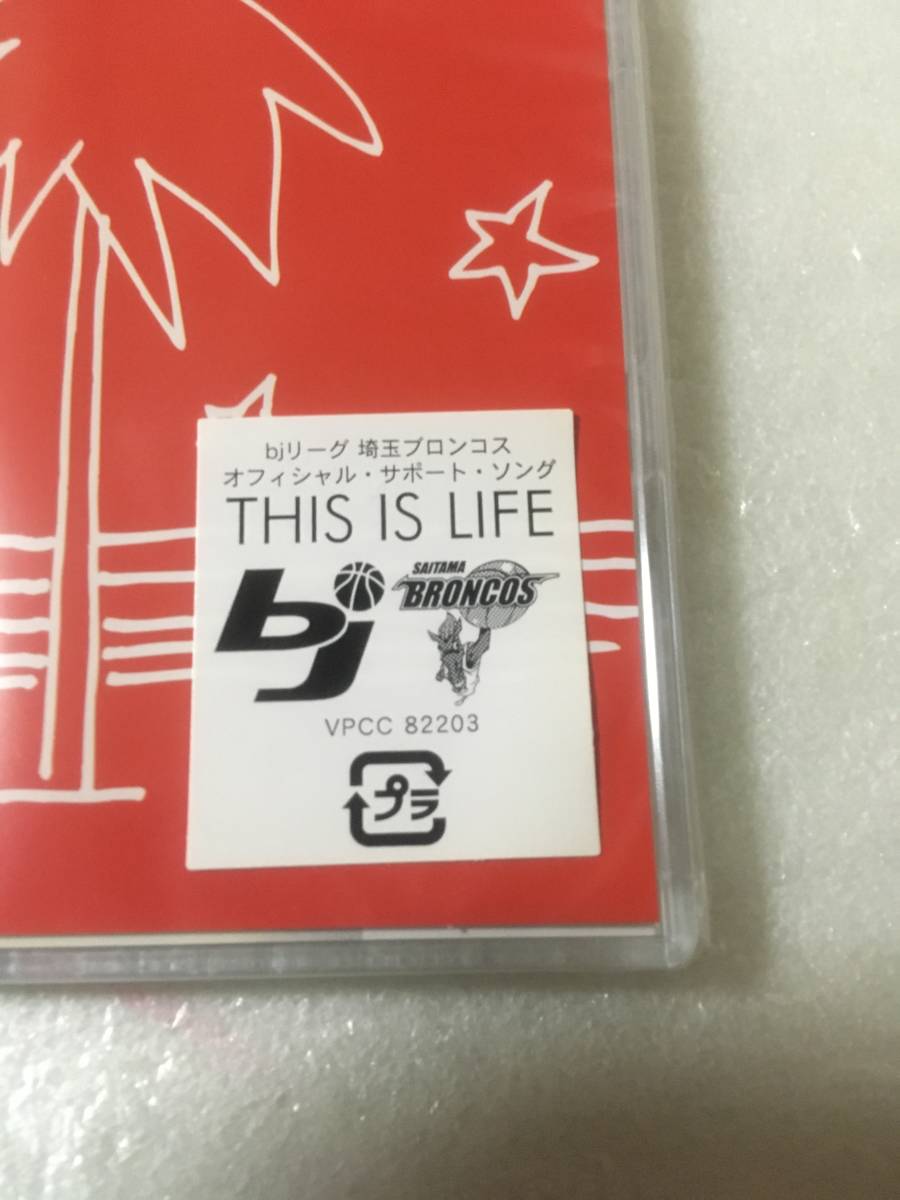 bjリーグ 埼玉ブロンコス
オフィシャル・サポート・ソング
THIS IS LIFE
bj
SAITAMA
BRONCOS
VPCC 82203
プラ